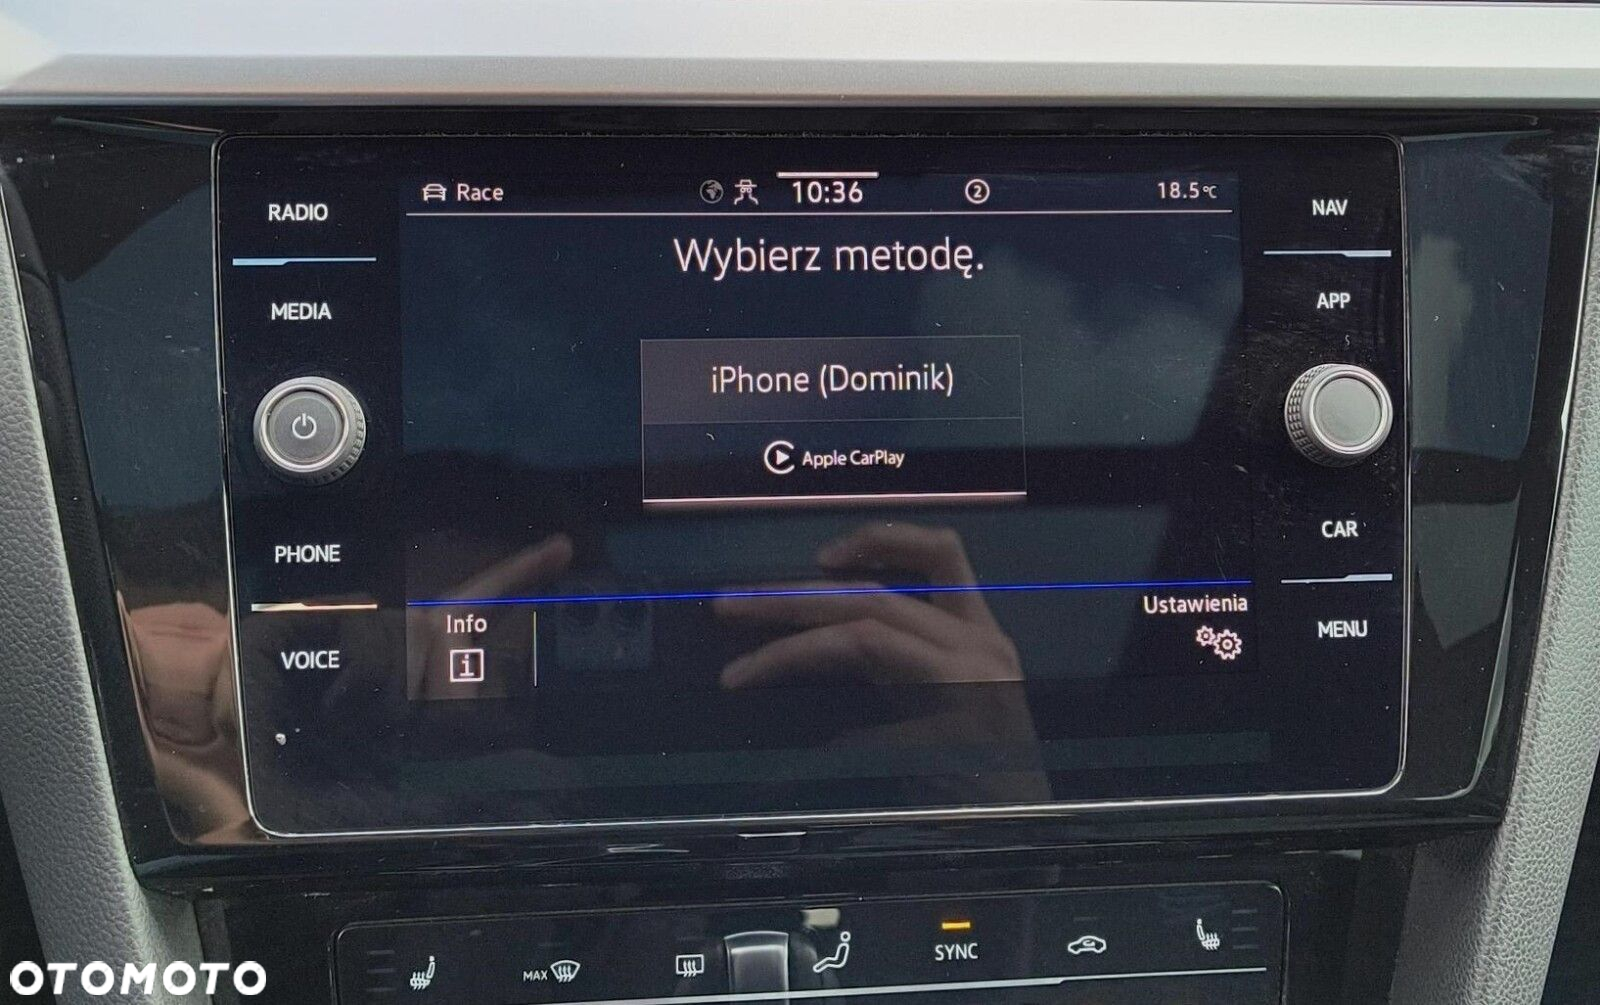 RADIO
MEDIA
PHONE
VOICE
Race
10:36
2
18.5°C
Wybierz metodę.
iPhone (Dominik)
Apple CarPlay
Info
i
Ustawienia
NAV
APP
CAR
MENU
MAX
SYNC
OTOMOTO